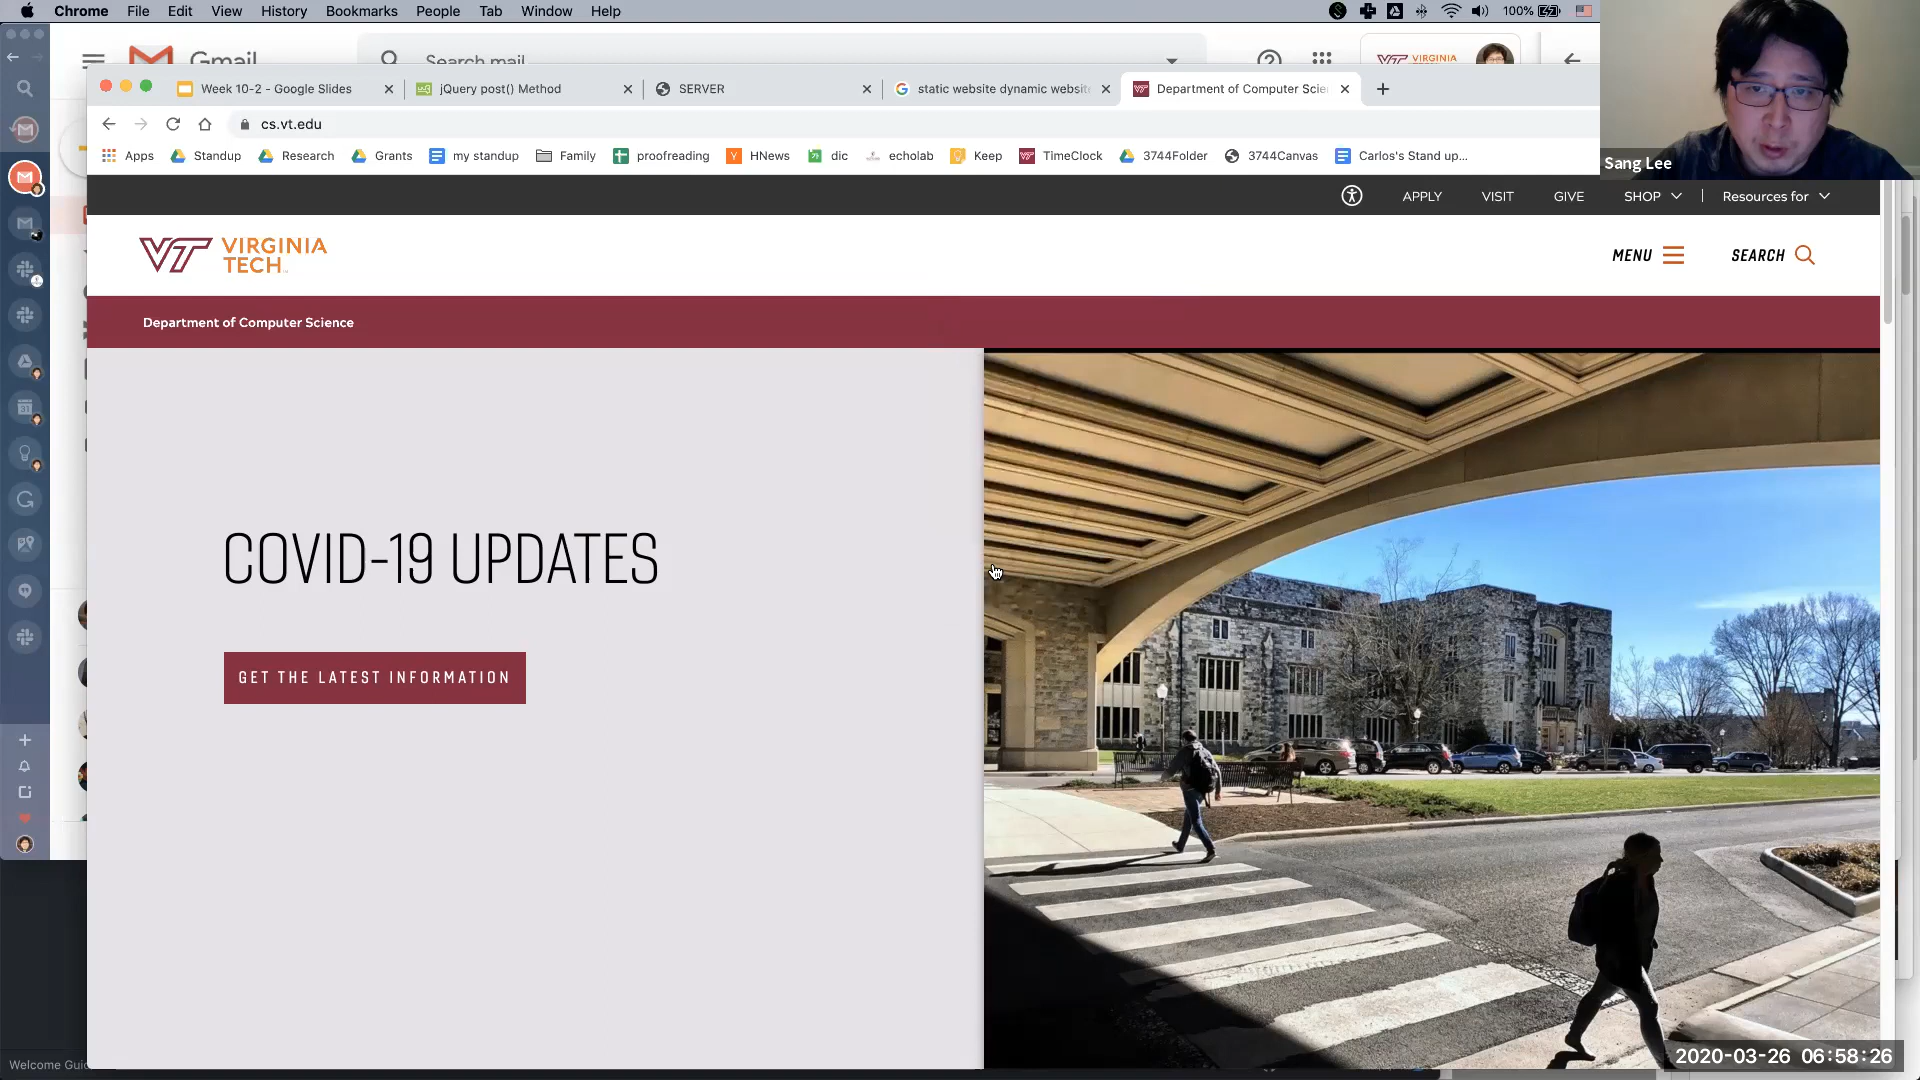 Chrome File Edit View History Bookmarks People Tab Window Help 100%
Gmail Search mail VIRGINIA
Week 10-2 - Google Slides jQuery post() Method SERVER static website dynamic websit Department of Computer Scie
cs.vt.edu
Apps Standup Research Grants my standup Family proofreading HNews dic echolab Keep TimeClock 3744Folder 3744Canvas Carlos's Stand up...
Sang Lee
APPLY VISIT GIVE SHOP Resources for
VT VIRGINIA TECH
MENU SEARCH
Department of Computer Science
COVID-19 UPDATES
GET THE LATEST INFORMATION
31
Welcome Gui
2020-03-26 06:58:26